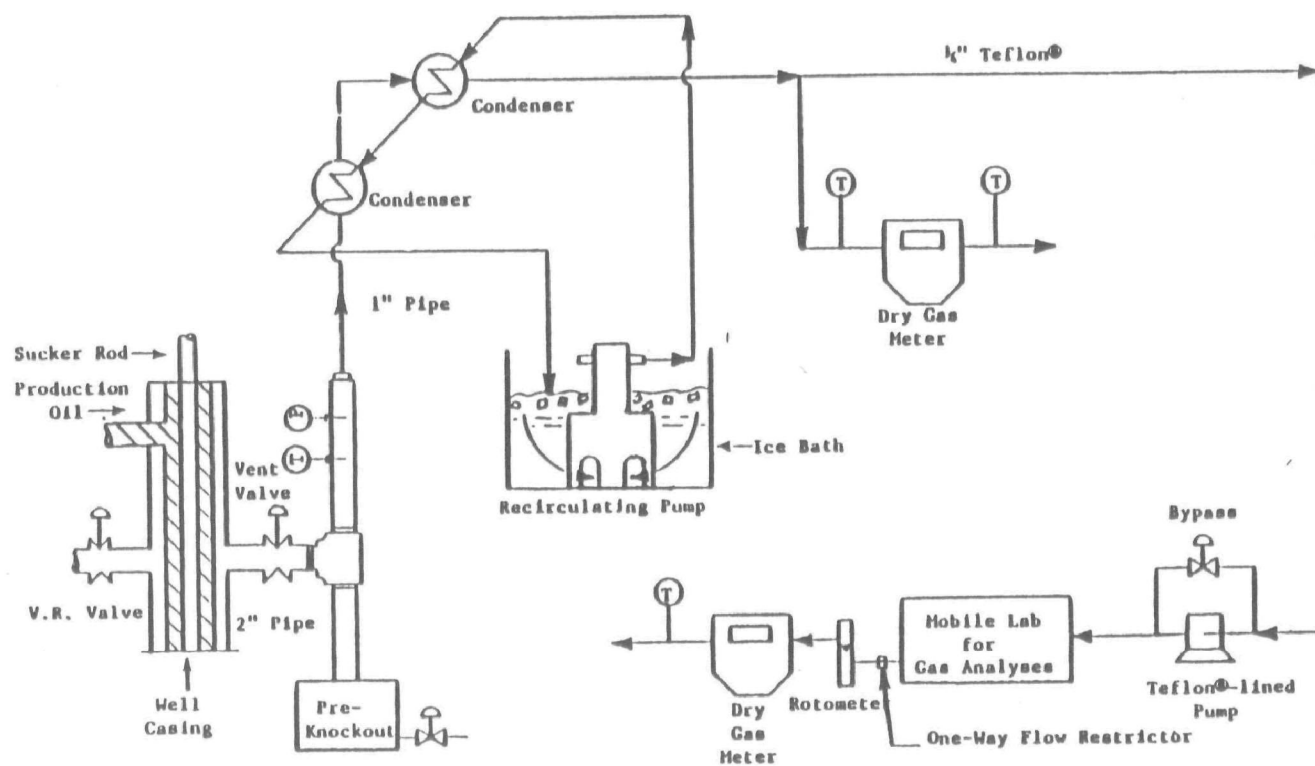 ¼" Teflon®
Condenser
Condenser
T
T
1" Pipe
Dry Gas
Meter
Sucker Rod
Production
Oil
P
T
Vent
Valve
Ice Bath
Recirculating Pump
Bypass
V.R. Valve
2" Pipe
T
Mobile Lab
for
Gas Analyses
Well
Casing
Pre-
Knockout
Dry
Gas
Meter
Rotometer
Teflon®-lined
Pump
One-Way Flow Restrictor